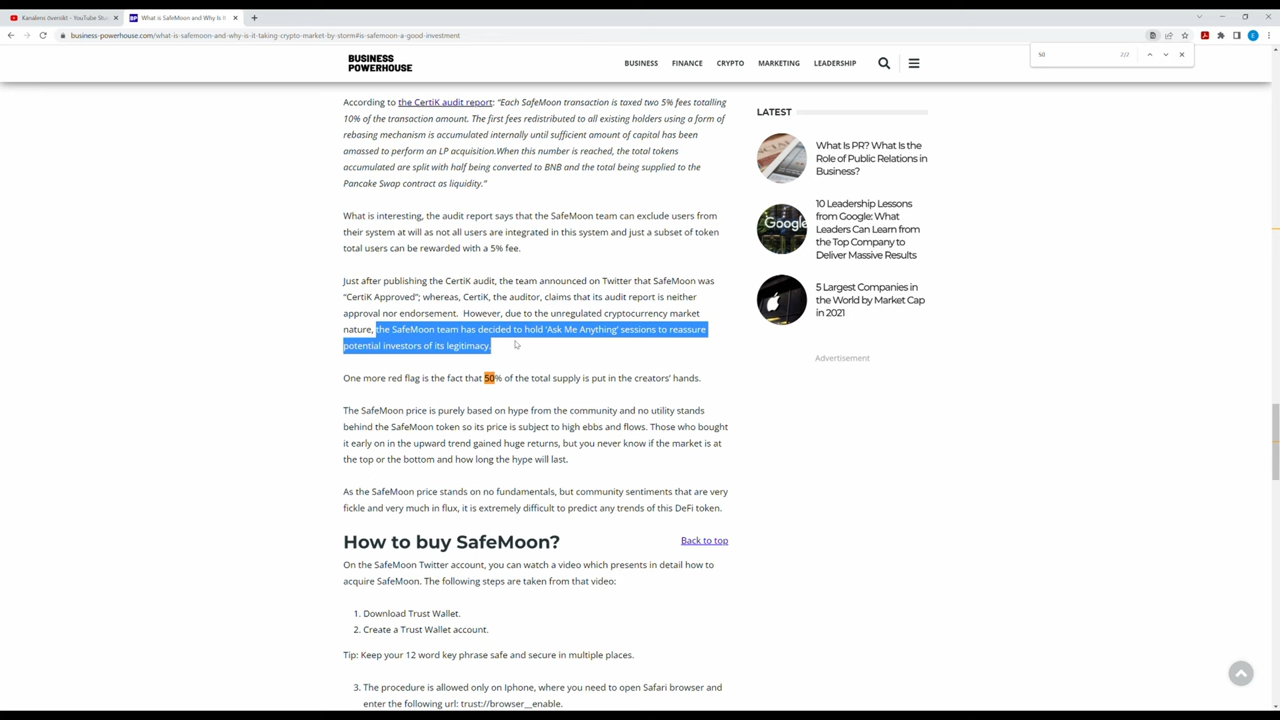 Kanalens översikt - YouTube Stu
What is SafeMoon and Why Is It
business-powerhouse.com/what-is-safemoon-and-why-is-it-taking-crypto-market-by-storm#is-safemoon-a-good-investment
E
50
2/2
BUSINESS
POWERHOUSE
BUSINESS
FINANCE
CRYPTO
MARKETING
LEADERSHIP
According to the CertiK audit report: “Each SafeMoon transaction is taxed two 5% fees totalling
10% of the transaction amount. The first fees redistributed to all existing holders using a form of
rebasing mechanism is accumulated internally until sufficient amount of capital has been
amassed to perform an LP acquisition.When this number is reached, the total tokens
accumulated are split with half being converted to BNB and the total being supplied to the
Pancake Swap contract as liquidity.”
What is interesting, the audit report says that the SafeMoon team can exclude users from
their system at will as not all users are integrated in this system and just a subset of token
total users can be rewarded with a 5% fee.
Just after publishing the CertiK audit, the team announced on Twitter that SafeMoon was
“CertiK Approved”; whereas, CertiK, the auditor, claims that its audit report is neither
approval nor endorsement. However, due to the unregulated cryptocurrency market
nature, the SafeMoon team has decided to hold ‘Ask Me Anything’ sessions to reassure
potential investors of its legitimacy.
One more red flag is the fact that 50% of the total supply is put in the creators’ hands.
The SafeMoon price is purely based on hype from the community and no utility stands
behind the SafeMoon token so its price is subject to high ebbs and flows. Those who bought
it early on in the upward trend gained huge returns, but you never know if the market is at
the top or the bottom and how long the hype will last.
As the SafeMoon price stands on no fundamentals, but community sentiments that are very
fickle and very much in flux, it is extremely difficult to predict any trends of this DeFi token.
How to buy SafeMoon?
Back to top
On the SafeMoon Twitter account, you can watch a video which presents in detail how to
acquire SafeMoon. The following steps are taken from that video:
1. Download Trust Wallet.
2. Create a Trust Wallet account.
Tip: Keep your 12 word key phrase safe and secure in multiple places.
3. The procedure is allowed only on Iphone, where you need to open Safari browser and
enter the following url: trust://browser_enable.
LATEST
What Is PR? What Is the
Role of Public Relations in
Business?
Google
10 Leadership Lessons
from Google: What
Leaders Can Learn from
the Top Company to
Deliver Massive Results
5 Largest Companies in
the World by Market Cap
in 2021
Advertisement